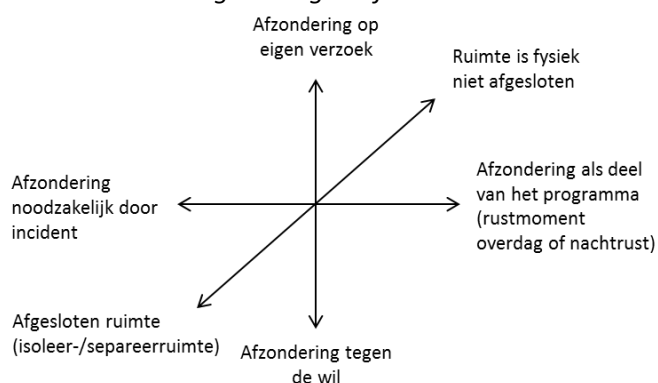 Afzondering op
eigen verzoek
Ruimte is fysiek
niet afgesloten
Afzondering
noodzakelijk door
incident
Afzondering als deel
van het programma
(rustmoment
overdag of nachtrust)
Afgesloten ruimte
(isoleer-/separeerruimte)
Afzondering tegen
de wil